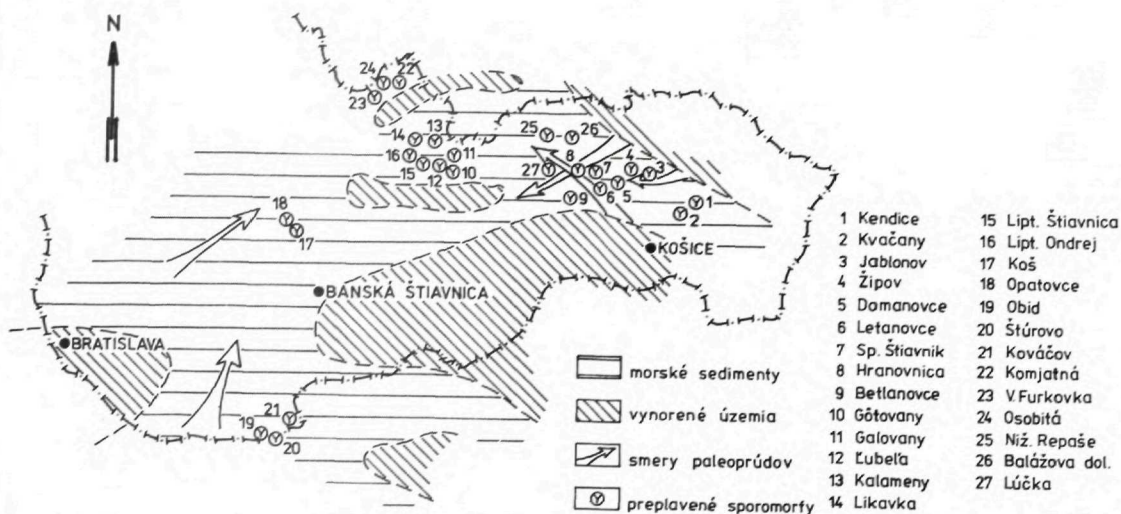 N
24 22
23
14 13
16 11
15 12 10
25 26
27 8 7 4 3
9 6 5
1
2
18
17
KOŠICE
BANSKÁ ŠTIAVNICA
BRATISLAVA
21
19
20
morské sedimenty
vynorené územia
smery paleoprúdov
preplavené sporomorfy
1 Kendice
2 Kvačany
3 Jablonov
4 Žipov
5 Domanovce
6 Letanovce
7 Sp. Štiavnik
8 Hranovnica
9 Betlanovce
10 Gôtovany
11 Galovany
12 Ľubeľa
13 Kalameny
14 Likavka
15 Lipt. Štiavnica
16 Lipt. Ondrej
17 Koš
18 Opatovce
19 Obid
20 Štúrovo
21 Kováčov
22 Komjatná
23 V. Furkovka
24 Osobitá
25 Niž. Repaše
26 Balážova dol.
27 Lúčka